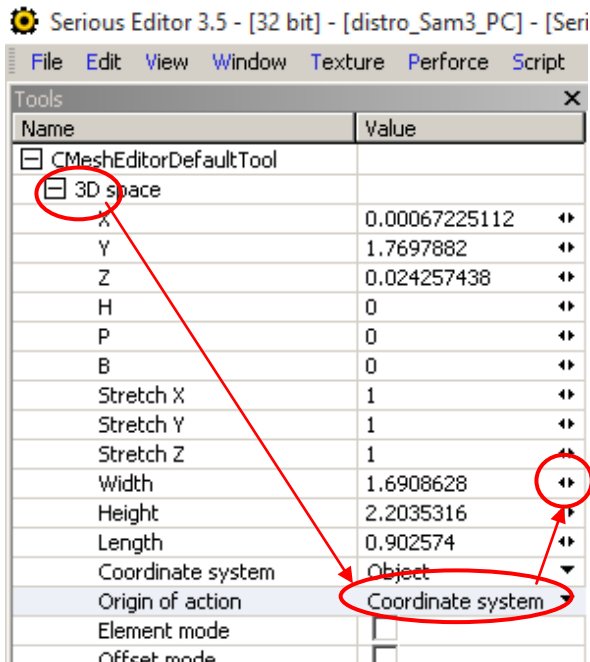 Serious Editor 3.5 - [32 bit] - [distro_Sam3_PC] - [Seri
File Edit View Window Texture Perforce Script
Tools
Name Value
CMeshEditorDefaultTool
3D space
X 0.00067225112
Y 1.7697882
Z 0.024257438
H 0
P 0
B 0
Stretch X 1
Stretch Y 1
Stretch Z 1
Width 1.6908628
Height 2.2035316
Length 0.902574
Coordinate system Object
Origin of action Coordinate system
Element mode
Offset mode